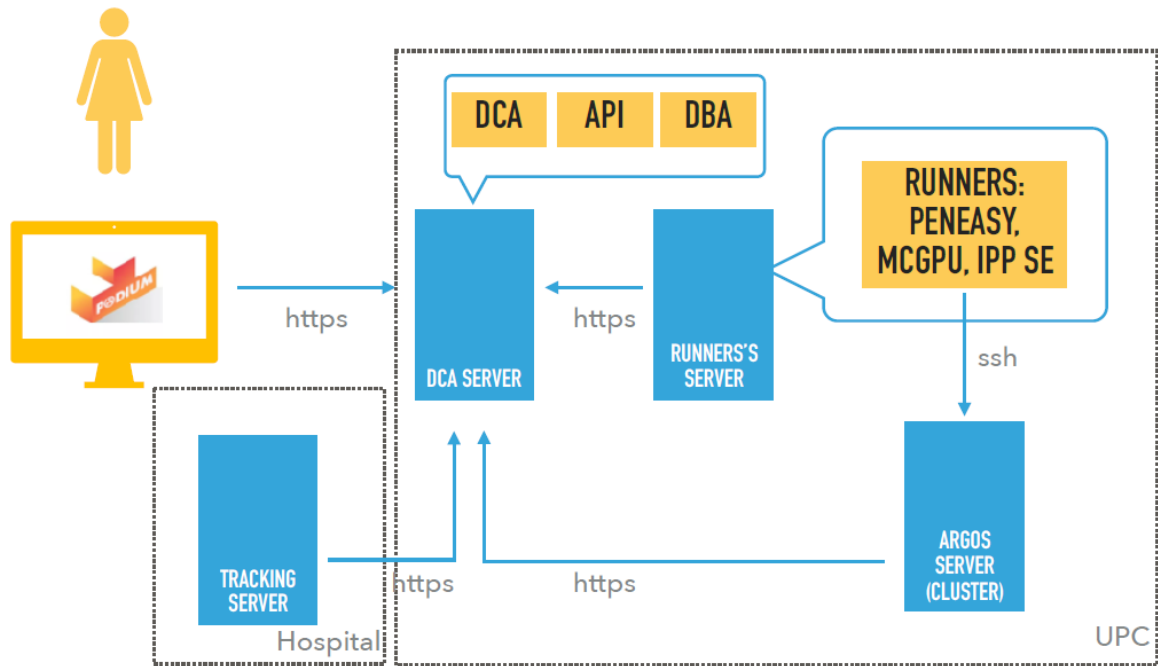 DCA
API
DBA
RUNNERS:
PENEASY,
MCGPU, IPP SE
PODIUM
https
https
DCA SERVER
RUNNERS'S
SERVER
ssh
TRACKING
SERVER
https
https
ARGOS
SERVER
(CLUSTER)
Hospital
UPC